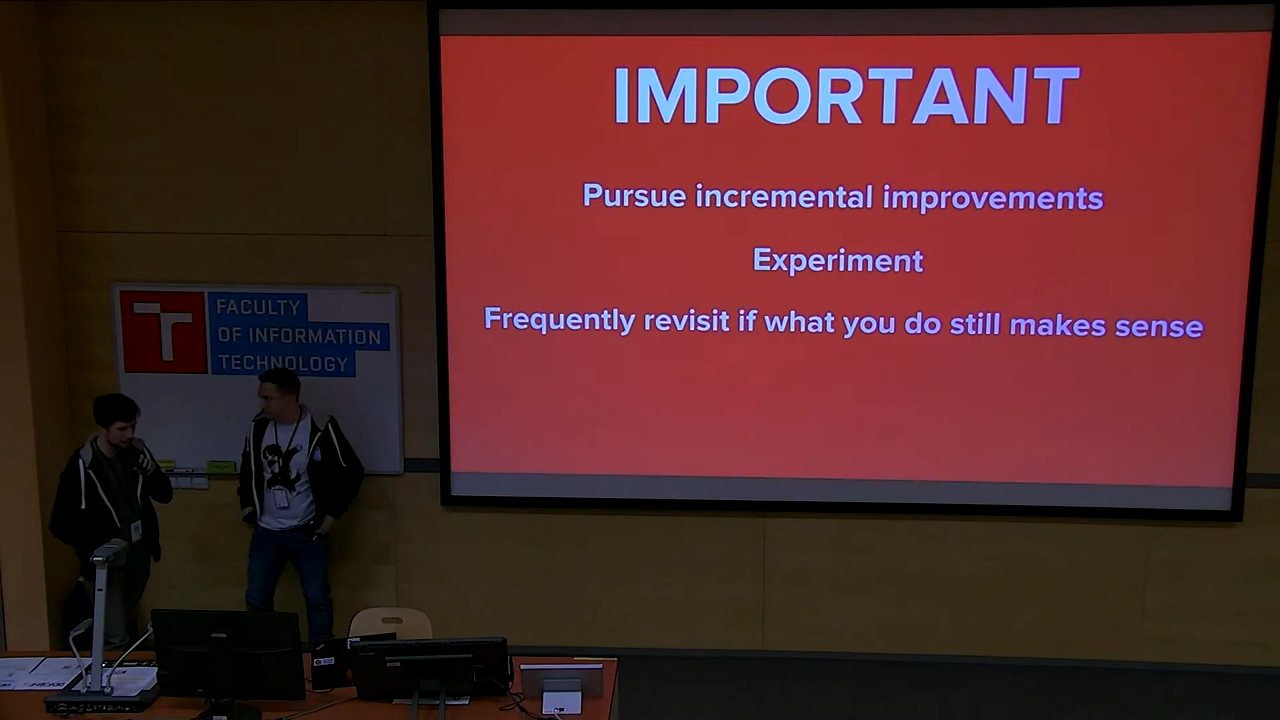 IMPORTANT
Pursue incremental improvements
Experiment
Frequently revisit if what you do still makes sense
FACULTY
OF INFORMATION
TECHNOLOGY